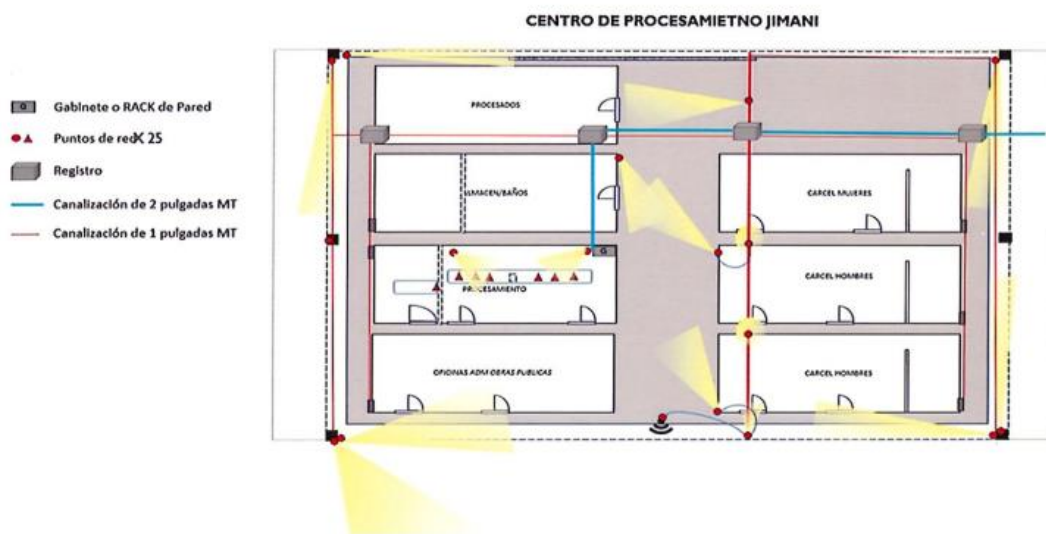 CENTRO DE PROCESAMIETNO JIMANI
G Gabinete o RACK de Pared
Puntos de redX 25
Registro
Canalización de 2 pulgadas MT
Canalización de 1 pulgadas MT
PROCESADOS
ALMACEN/BAÑOS
CARCEL MUJERES
G
PROCESAMIENTO
CARCEL HOMBRES
OFICINAS ADM OBRAS PUBLICAS
CARCEL HOMBRES